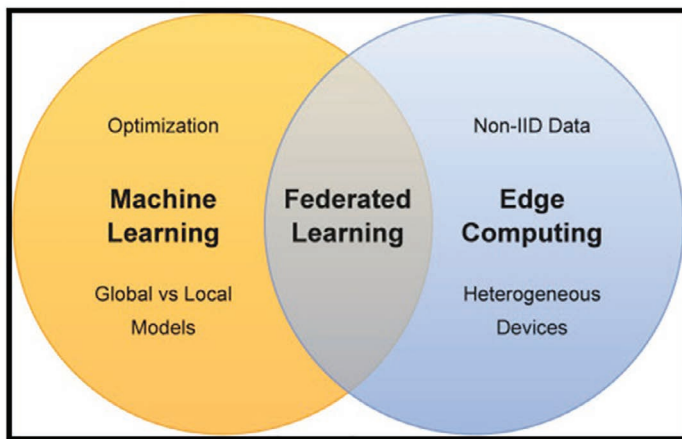 Optimization
Machine
Learning
Global vs Local
Models
Federated
Learning
Non-IID Data
Edge
Computing
Heterogeneous
Devices